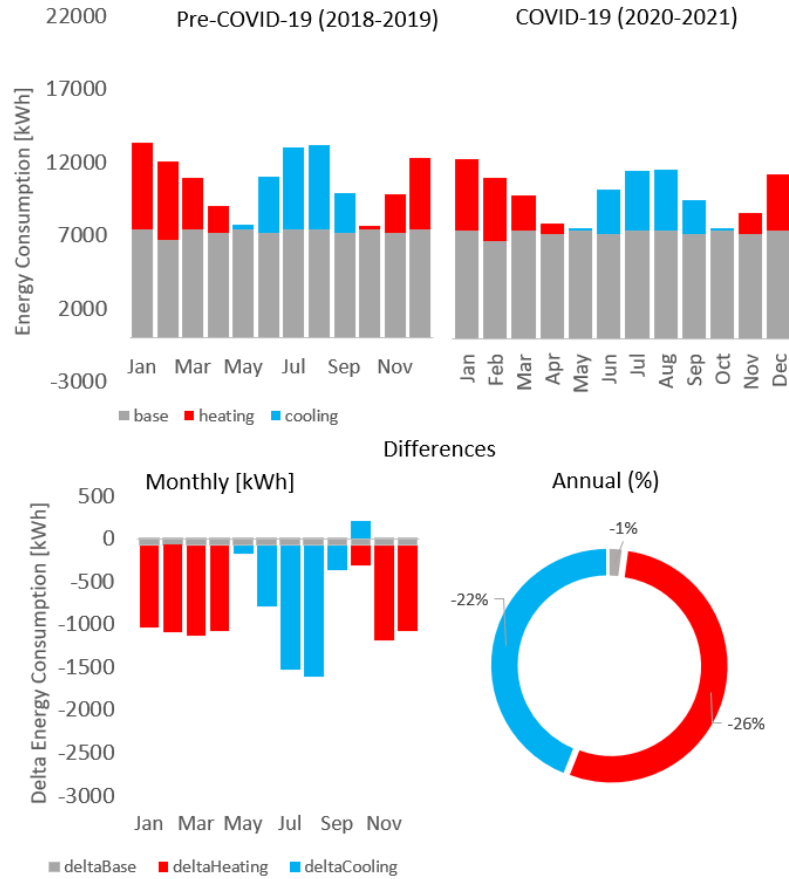 Pre-COVID-19 (2018-2019)
COVID-19 (2020-2021)
Energy Consumption [kWh]
22000
17000
12000
7000
2000
-3000
Jan Mar May Jul Sep Nov
Jan Feb Mar Apr May Jun Jul Aug Sep Oct Nov Dec
base heating cooling
Differences
Monthly [kWh]
Annual (%)
Delta Energy Consumption [kWh]
500
0
-500
-1000
-1500
-2000
-2500
-3000
Jan Mar May Jul Sep Nov
-1%
-22%
-26%
deltaBase deltaHeating deltaCooling